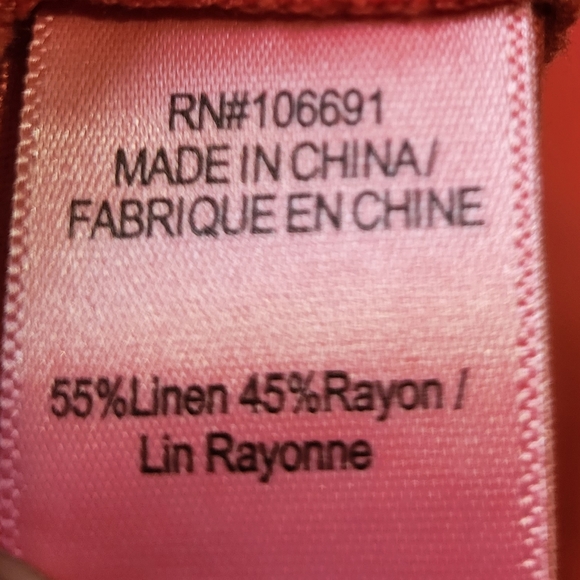 RN#106691
MADE IN CHINA/
FABRIQUE EN CHINE
55%Linen 45%Rayon /
Lin Rayonne